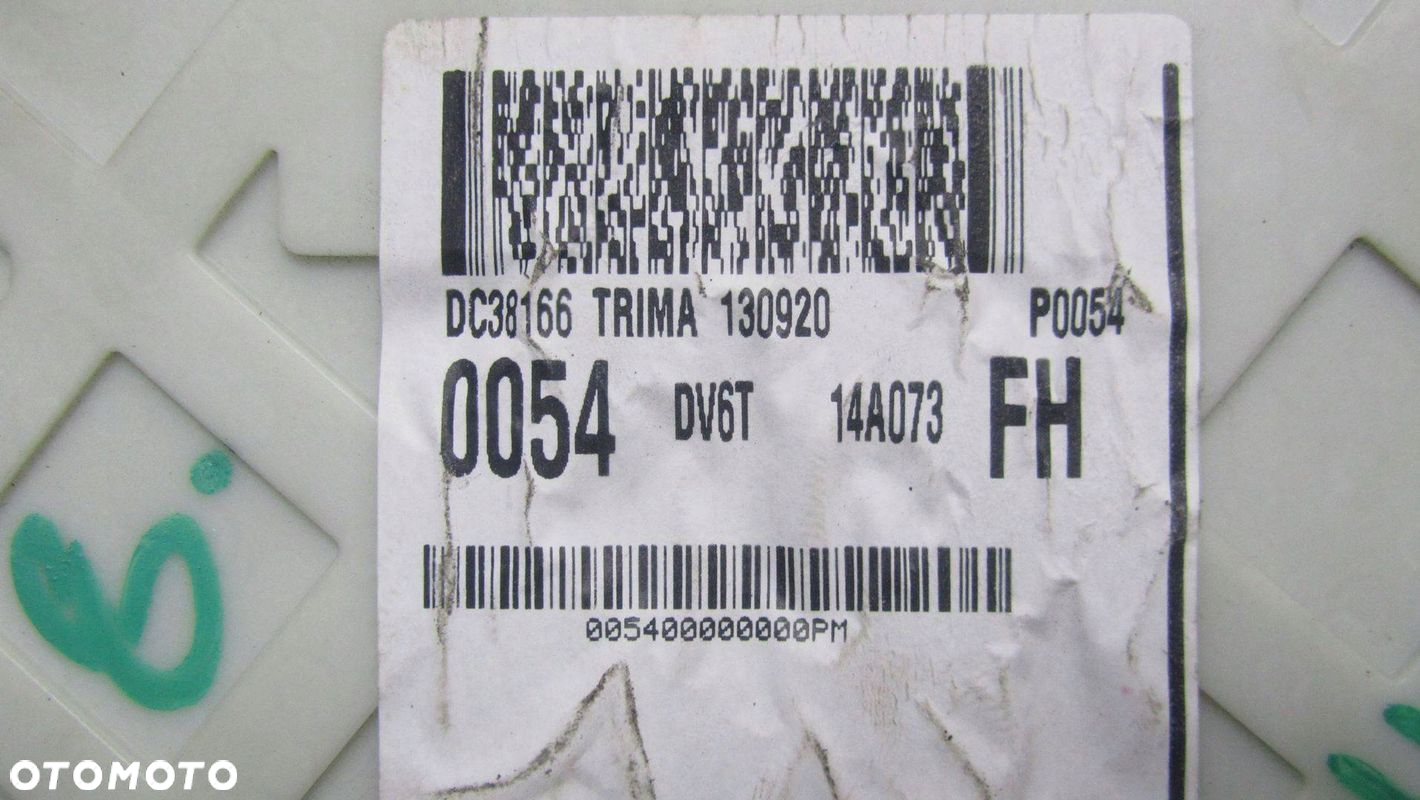 DC38166 TRIMA 130920 P0054
0054 DV6T 14A073 FH
005400000000PM
B.
OTOMOTO